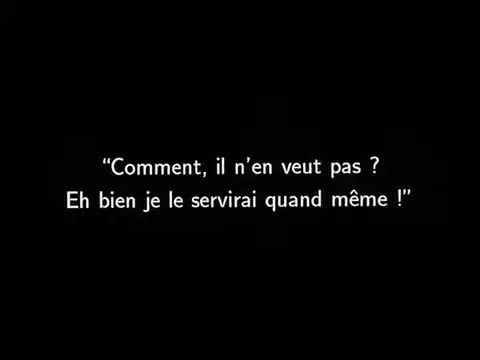 “Comment, il n’en veut pas ?
Eh bien je le servirai quand même !”